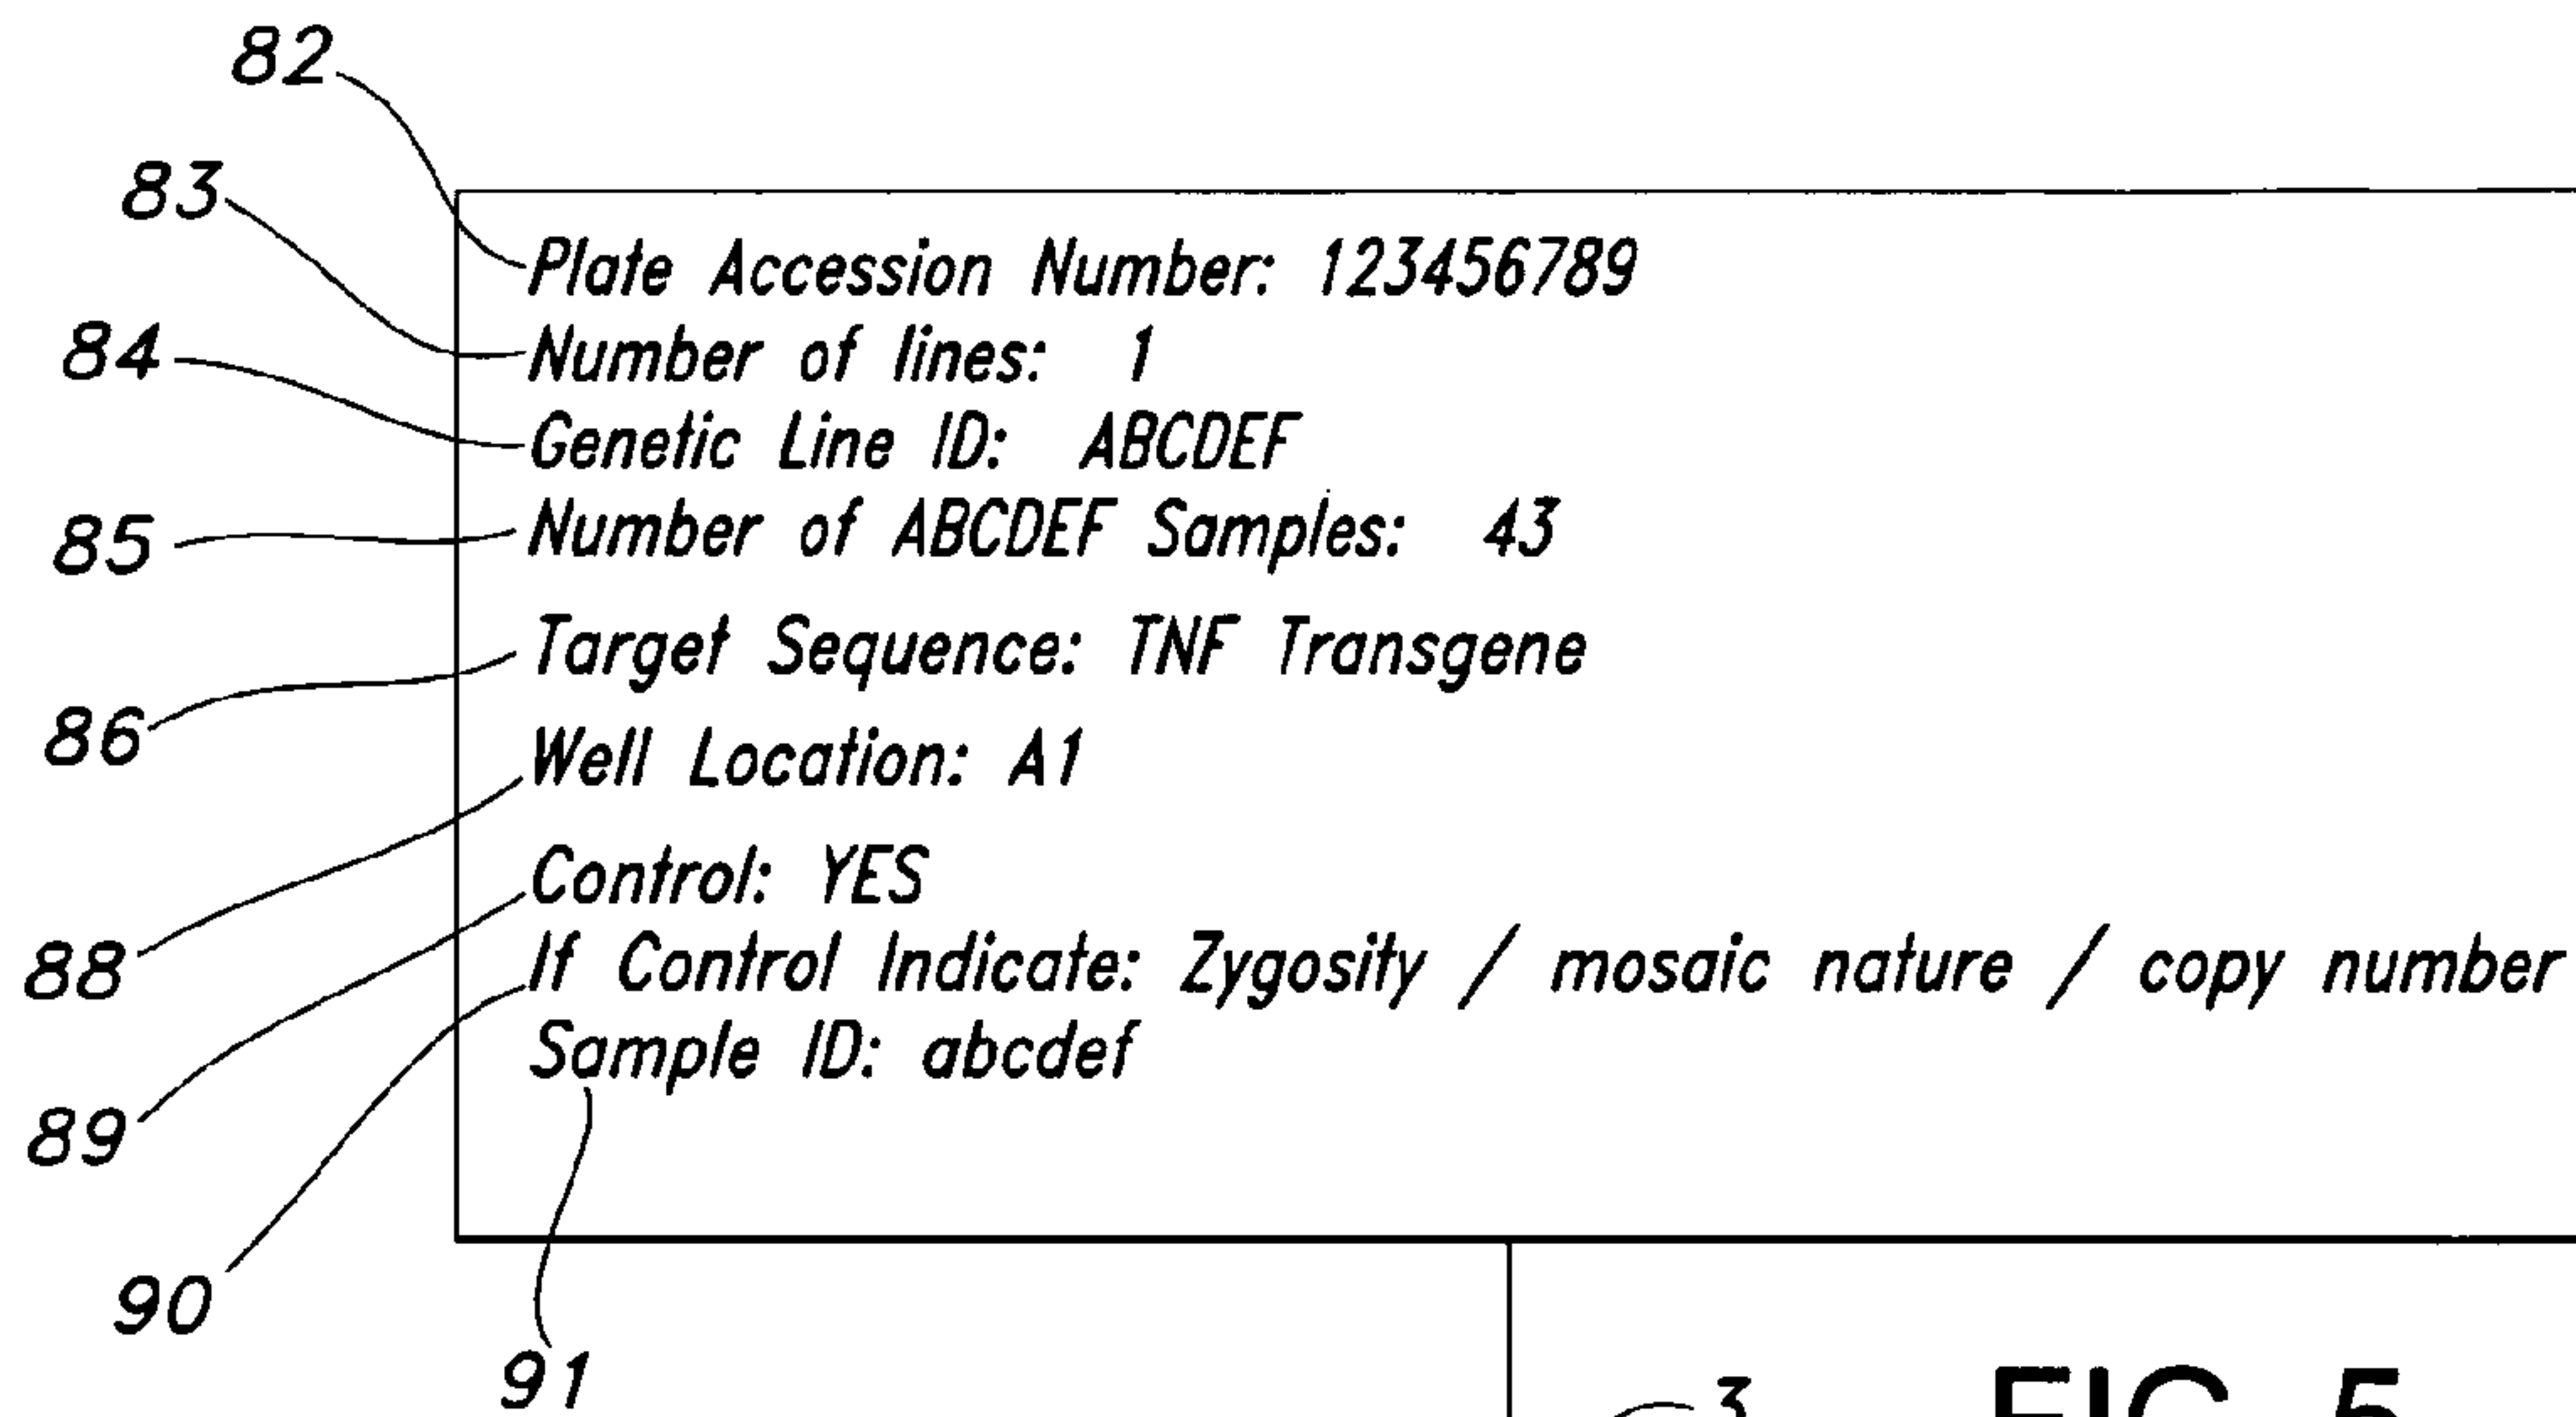 82
83
84
85
86
88
89
90
91
Plate Accession Number: 123456789
Number of lines: 1
Genetic Line ID: ABCDEF
Number of ABCDEF Samples: 43
Target Sequence: TNF Transgene
Well Location: A1
Control: YES
If Control Indicate: Zygosity / mosaic nature / copy number
Sample ID: abcdef
3
FIG. 5